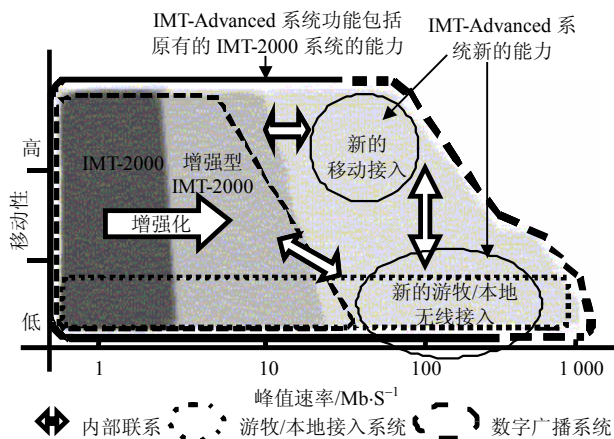 IMT-Advanced 系统功能包括
原有的 IMT-2000 系统的能力
IMT-Advanced 系
统新的能力
高
移动性
低
IMT-2000
增强型
IMT-2000
增强化
新的
移动接入
新的游牧/本地
无线接入
1
10
100
1 000
峰值速率/Mb·S⁻¹
内部联系
游牧/本地接入系统
数字广播系统